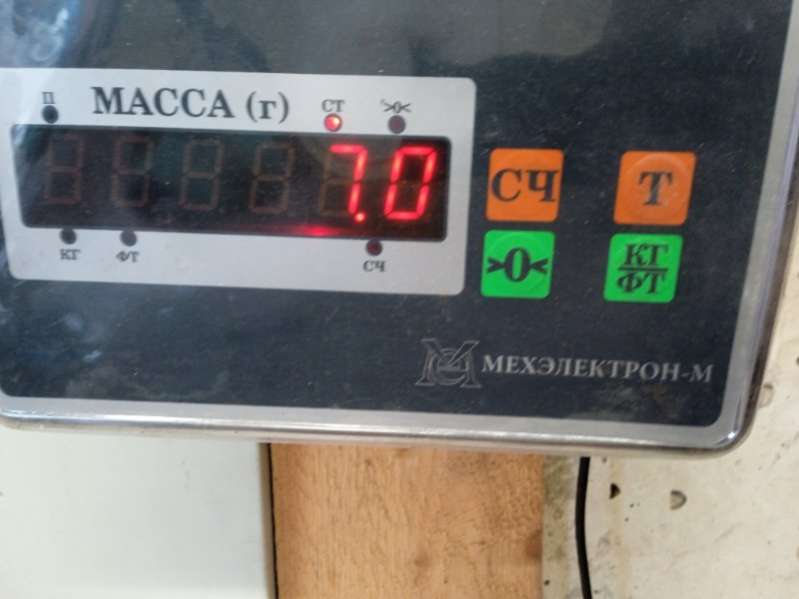 П МАССА (г) СТ >0<
7.0
КГ ФТ СЧ
СЧ Т
>0< КГ/ФТ
МЕХЭЛЕКТРОН-М